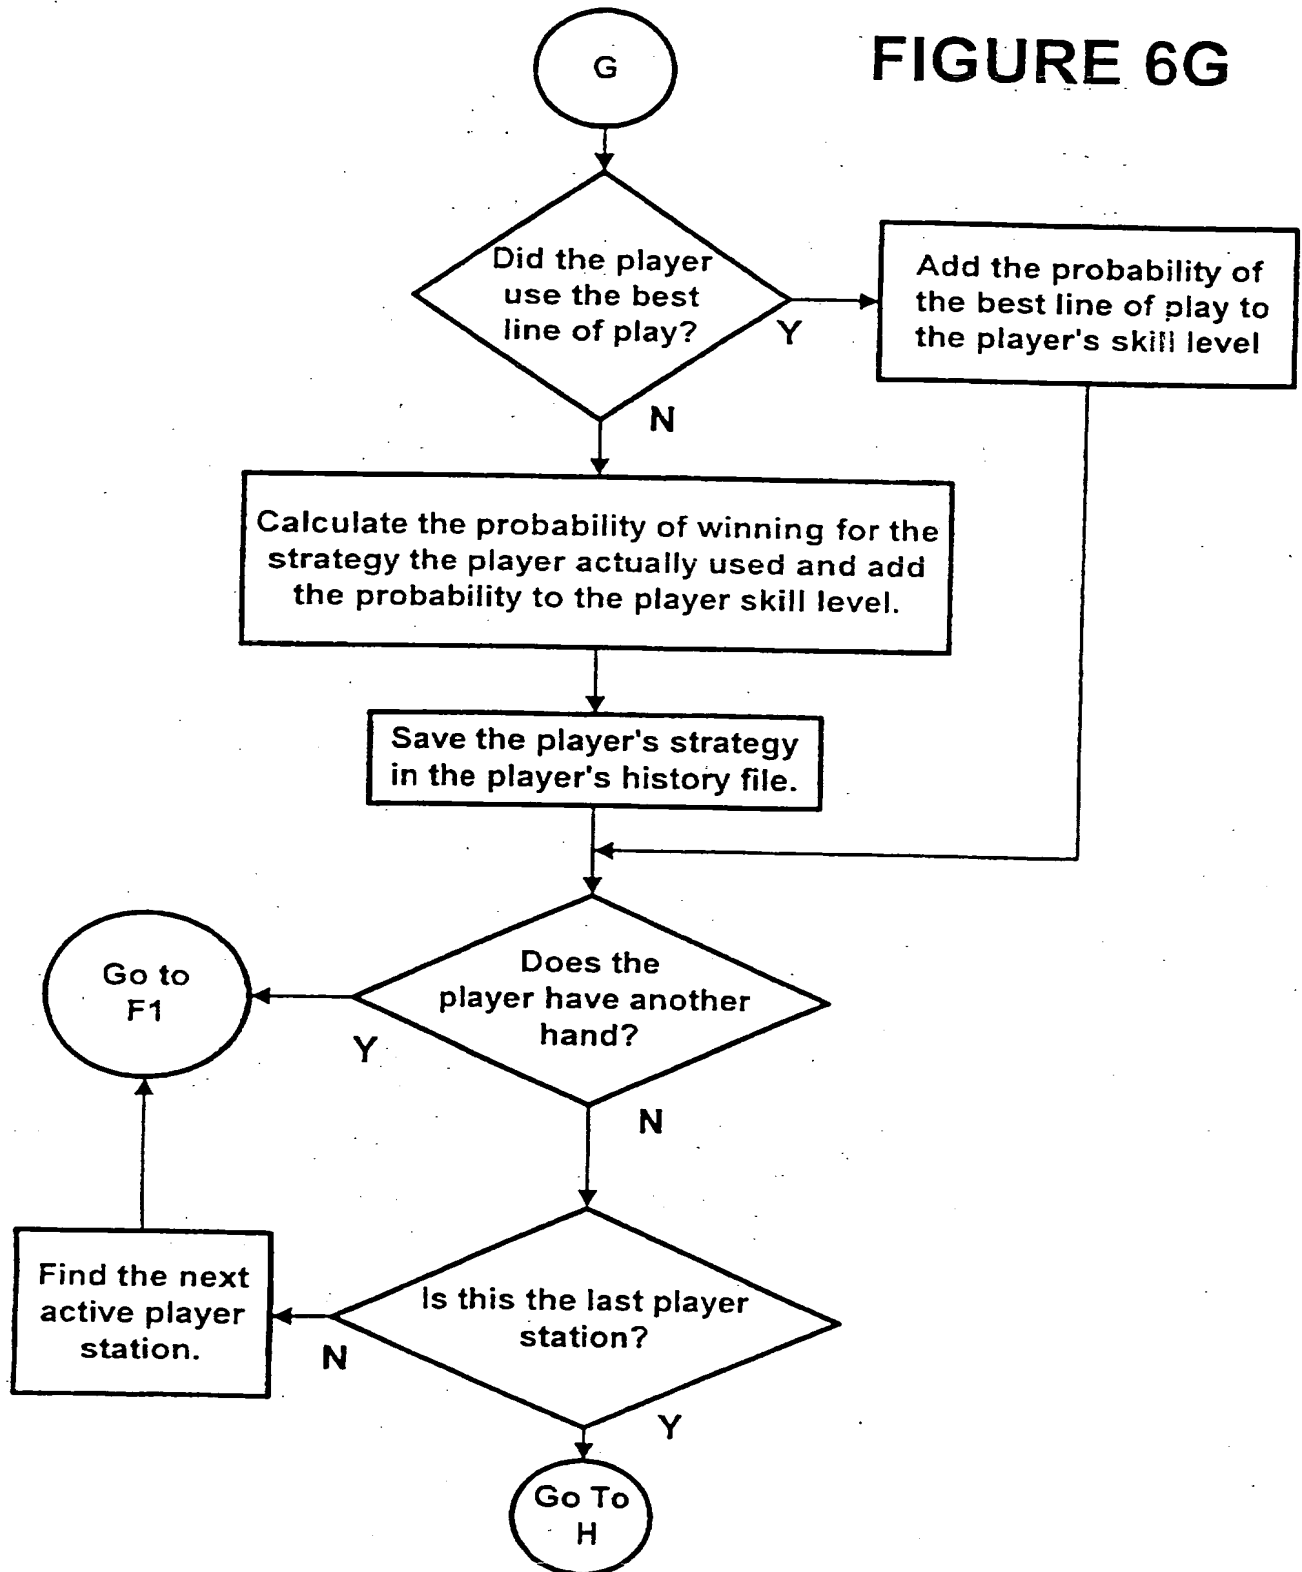 G
FIGURE 6G
Did the player
use the best
line of play?
Y
Add the probability of
the best line of play to
the player's skill level
N
Calculate the probability of winning for the
strategy the player actually used and add
the probability to the player skill level.
Save the player's strategy
in the player's history file.
Go to
F1
Does the
player have another
hand?
Y
N
Find the next
active player
station.
Is this the last player
station?
N
Y
Go To
H